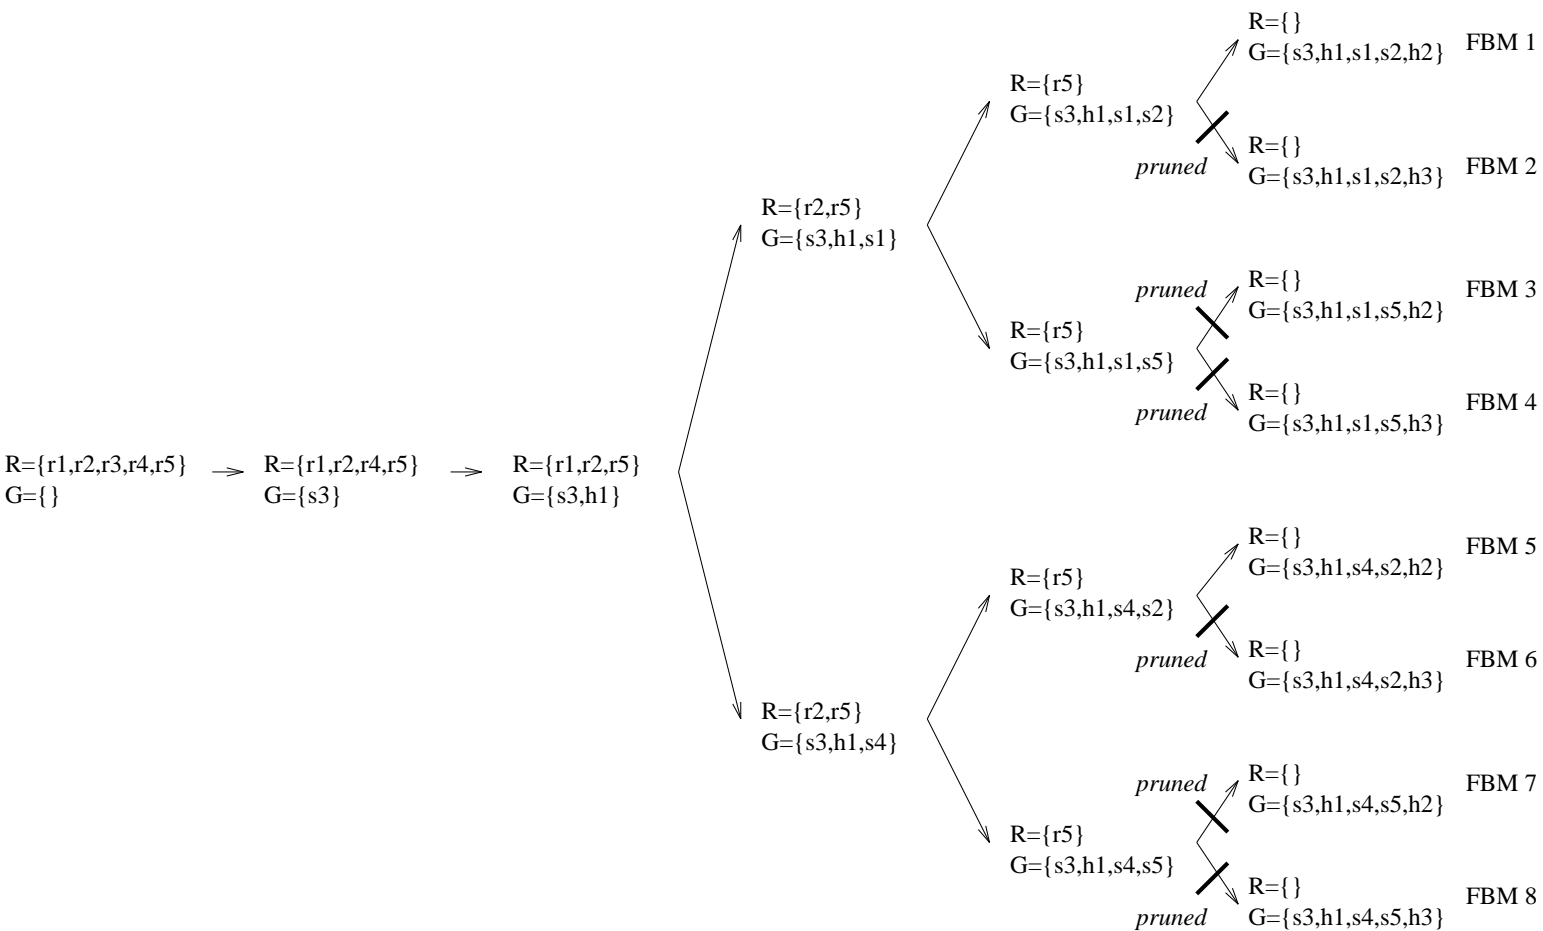 R={}
G={s3,h1,s1,s2,h2}
FBM 1
R={r5}
G={s3,h1,s1,s2}
pruned
R={}
G={s3,h1,s1,s2,h3}
FBM 2
R={r2,r5}
G={s3,h1,s1}
pruned
R={}
G={s3,h1,s1,s5,h2}
FBM 3
R={r5}
G={s3,h1,s1,s5}
pruned
R={}
G={s3,h1,s1,s5,h3}
FBM 4
R={r1,r2,r3,r4,r5}
G={}
R={r1,r2,r4,r5}
G={s3}
R={r1,r2,r5}
G={s3,h1}
R={}
G={s3,h1,s4,s2,h2}
FBM 5
R={r5}
G={s3,h1,s4,s2}
pruned
R={}
G={s3,h1,s4,s2,h3}
FBM 6
R={r2,r5}
G={s3,h1,s4}
pruned
R={}
G={s3,h1,s4,s5,h2}
FBM 7
R={r5}
G={s3,h1,s4,s5}
pruned
R={}
G={s3,h1,s4,s5,h3}
FBM 8